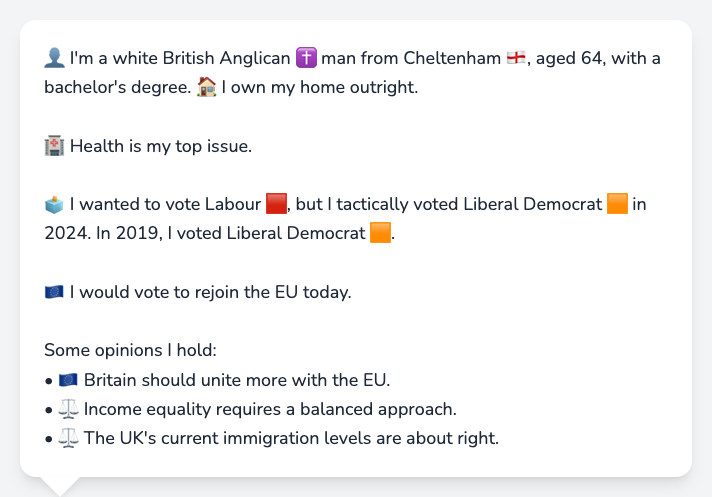 👤 I'm a white British Anglican ✝️ man from Cheltenham 🏴󠁧󠁢󠁥󠁮󠁧󠁿, aged 64, with a
bachelor's degree. 🏠 I own my home outright.
🏥 Health is my top issue.
🗳️ I wanted to vote Labour 🟥, but I tactically voted Liberal Democrat 🟧 in
2024. In 2019, I voted Liberal Democrat 🟧.
🇪🇺 I would vote to rejoin the EU today.
Some opinions I hold:
• 🇪🇺 Britain should unite more with the EU.
• ⚖️ Income equality requires a balanced approach.
• ⚖️ The UK's current immigration levels are about right.